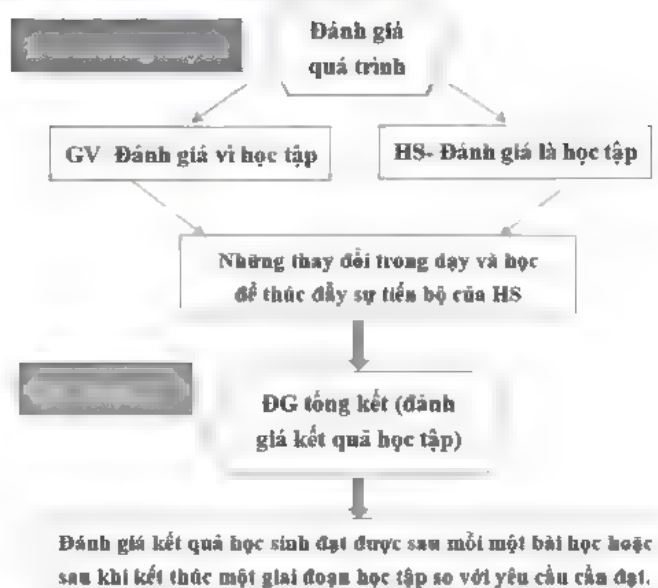 Đánh giá
quá trình
GV Đánh giá vì học tập
HS- Đánh giá là học tập
Những thay đổi trong dạy và học
để thúc đẩy sự tiến bộ của HS
ĐG tổng kết (đánh
giá kết quả học tập)
Đánh giá kết quả học sinh đạt được sau mỗi một bài học hoặc
sau khi kết thúc một giai đoạn học tập so với yêu cầu cần đạt.